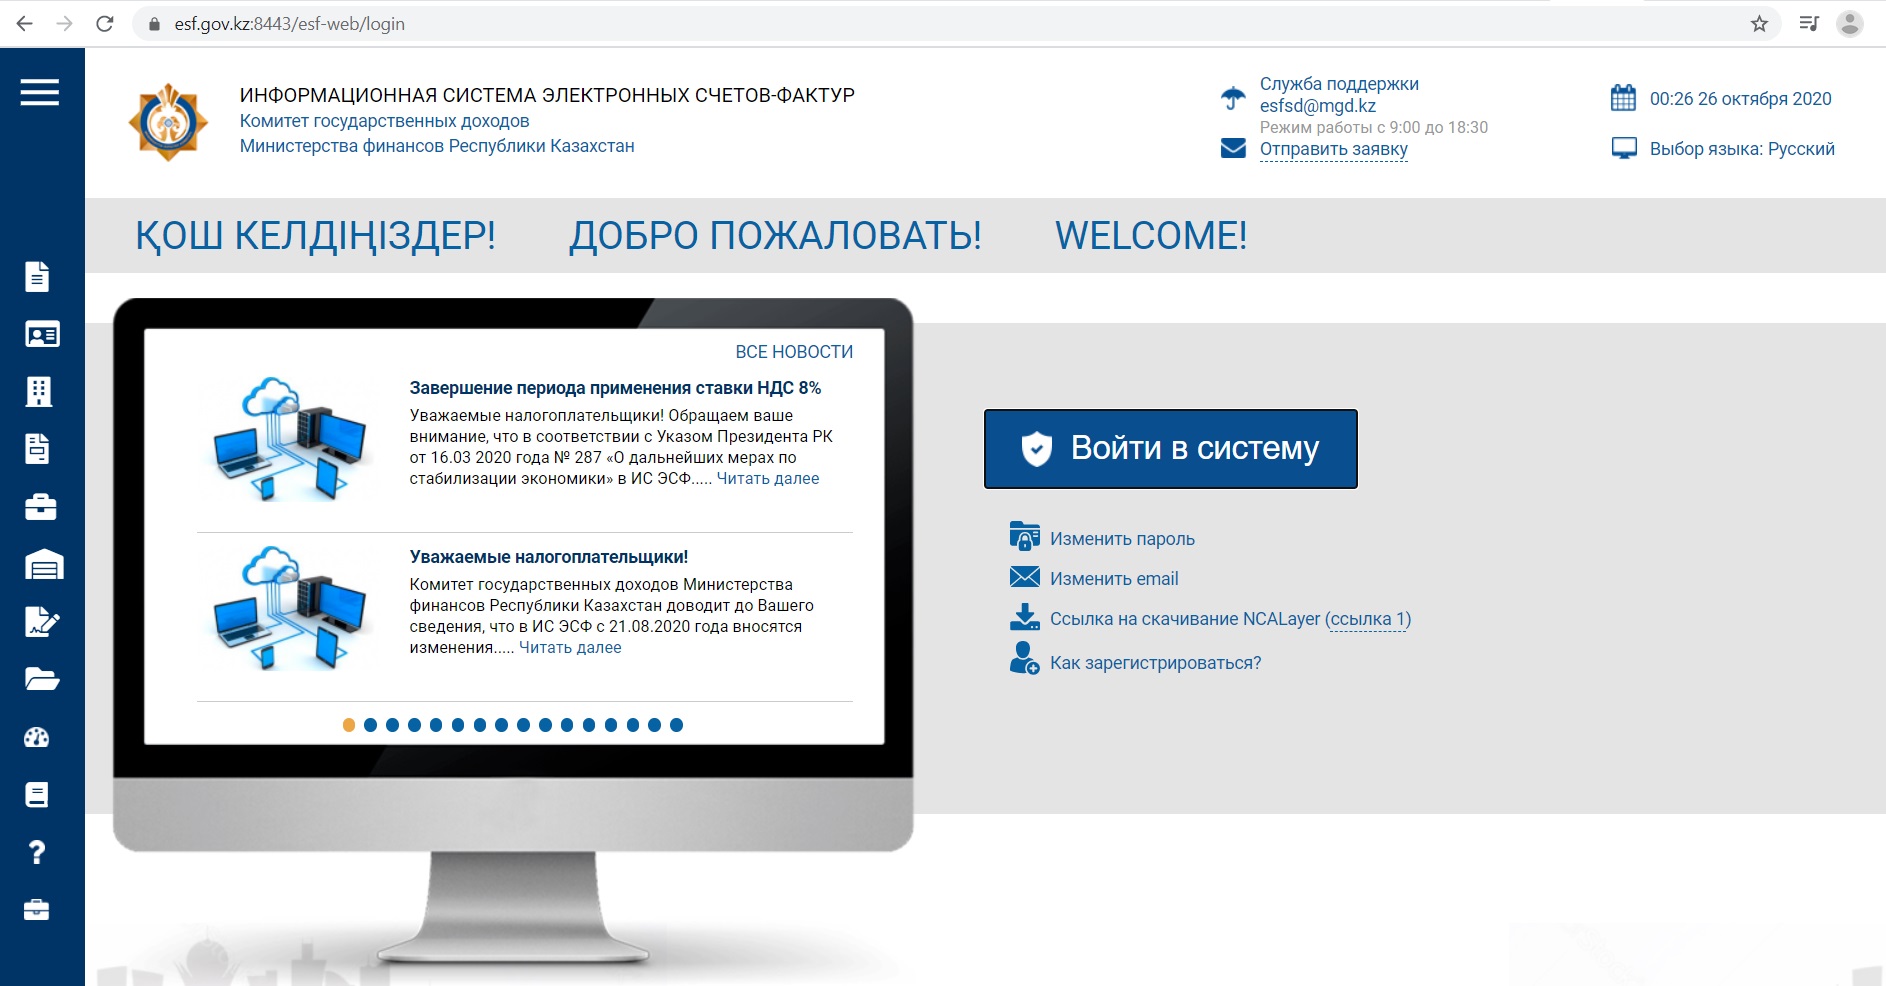 esf.gov.kz:8443/esf-web/login
ИНФОРМАЦИОННАЯ СИСТЕМА ЭЛЕКТРОННЫХ СЧЕТОВ-ФАКТУР
Комитет государственных доходов
Министерства финансов Республики Казахстан
Служба поддержки
esfsd@mgd.kz
Режим работы с 9:00 до 18:30
Отправить заявку
00:26 26 октября 2020
Выбор языка: Русский
ҚОШ КЕЛДІҢІЗДЕР! ДОБРО ПОЖАЛОВАТЬ! WELCOME!
ВСЕ НОВОСТИ
Завершение периода применения ставки НДС 8%
Уважаемые налогоплательщики! Обращаем ваше
внимание, что в соответствии с Указом Президента РК
от 16.03 2020 года № 287 «О дальнейших мерах по
стабилизации экономики» в ИС ЭСФ..... Читать далее
Уважаемые налогоплательщики!
Комитет государственных доходов Министерства
финансов Республики Казахстан доводит до Вашего
сведения, что в ИС ЭСФ с 21.08.2020 года вносятся
изменения..... Читать далее
Войти в систему
Изменить пароль
Изменить email
Ссылка на скачивание NCALayer (ссылка 1)
Как зарегистрироваться?